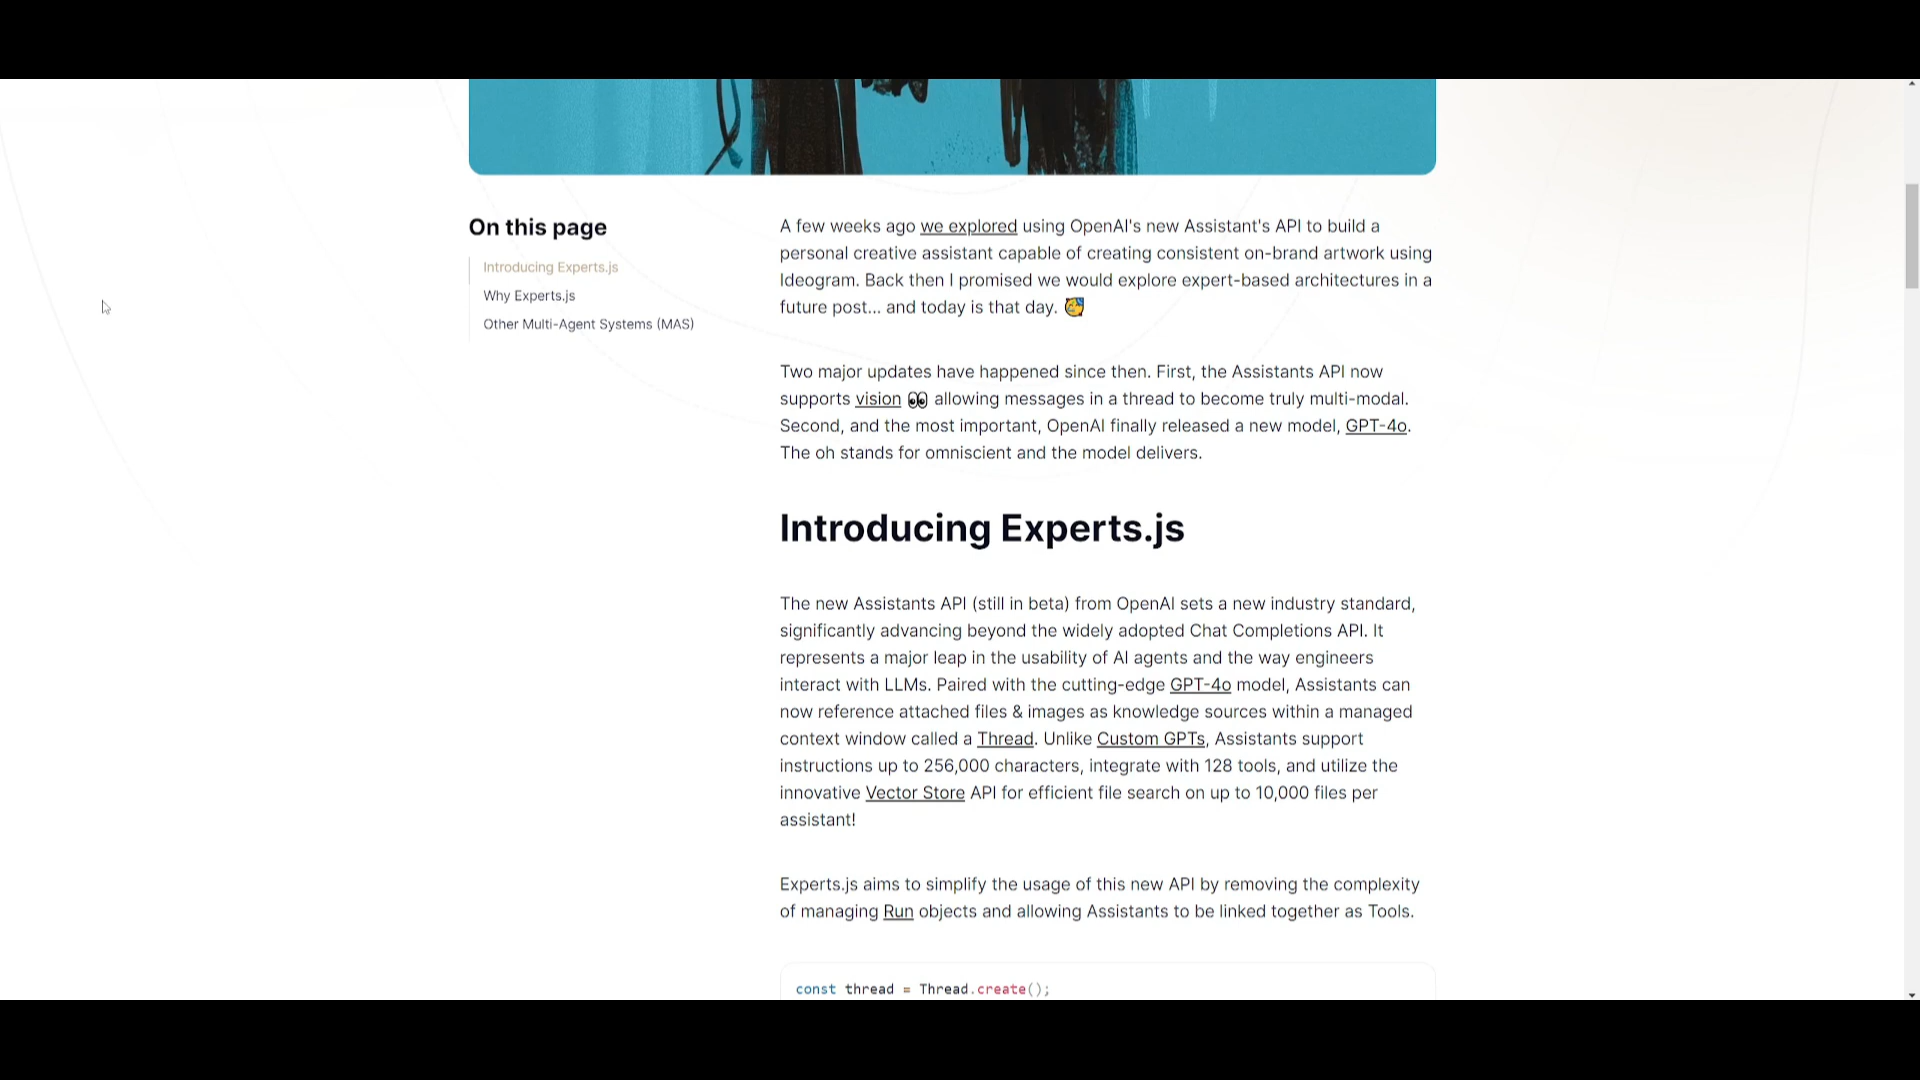 On this page
Introducing Experts.js
Why Experts.js
Other Multi-Agent Systems (MAS)
A few weeks ago we explored using OpenAI's new Assistant's API to build a
personal creative assistant capable of creating consistent on-brand artwork using
Ideogram. Back then I promised we would explore expert-based architectures in a
future post... and today is that day. 🥳
Two major updates have happened since then. First, the Assistants API now
supports vision 👀 allowing messages in a thread to become truly multi-modal.
Second, and the most important, OpenAI finally released a new model, GPT-4o.
The oh stands for omniscient and the model delivers.
Introducing Experts.js
The new Assistants API (still in beta) from OpenAI sets a new industry standard,
significantly advancing beyond the widely adopted Chat Completions API. It
represents a major leap in the usability of AI agents and the way engineers
interact with LLMs. Paired with the cutting-edge GPT-4o model, Assistants can
now reference attached files & images as knowledge sources within a managed
context window called a Thread. Unlike Custom GPTs, Assistants support
instructions up to 256,000 characters, integrate with 128 tools, and utilize the
innovative Vector Store API for efficient file search on up to 10,000 files per
assistant!
Experts.js aims to simplify the usage of this new API by removing the complexity
of managing Run objects and allowing Assistants to be linked together as Tools.
const thread = Thread.create();